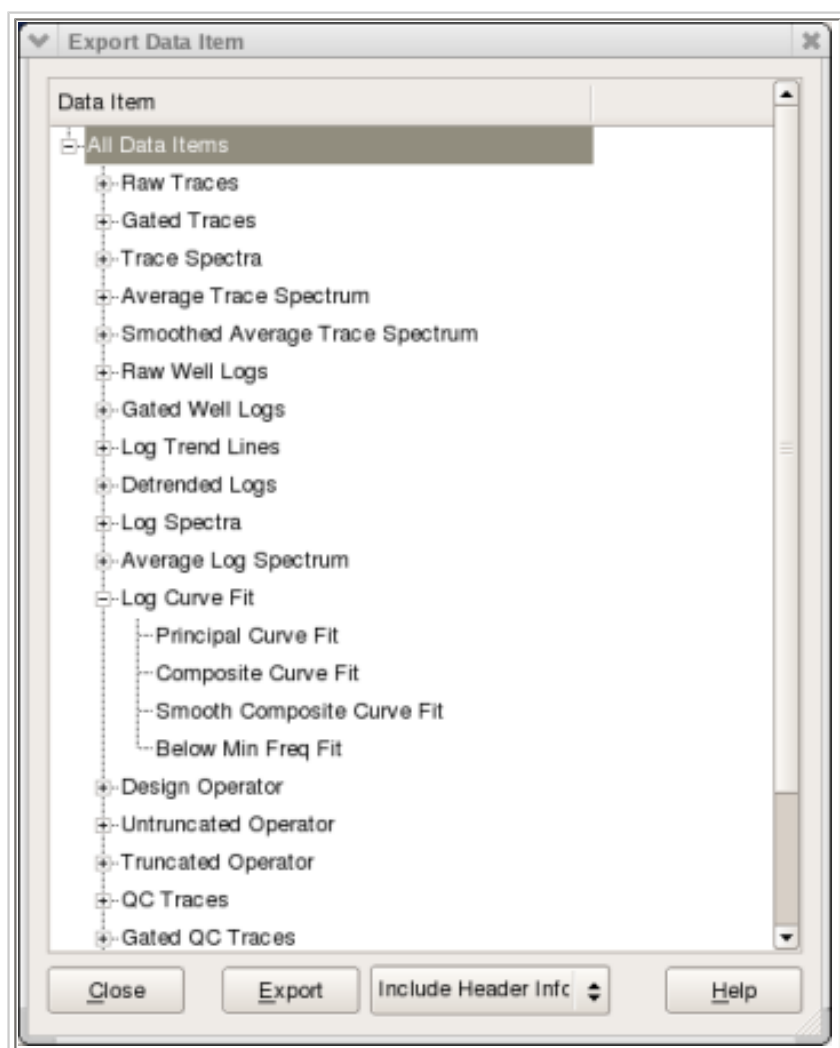 Export Data Item
Data Item
All Data Items
Raw Traces
Gated Traces
Trace Spectra
Average Trace Spectrum
Smoothed Average Trace Spectrum
Raw Well Logs
Gated Well Logs
Log Trend Lines
Detrended Logs
Log Spectra
Average Log Spectrum
Log Curve Fit
Principal Curve Fit
Composite Curve Fit
Smooth Composite Curve Fit
Below Min Freq Fit
Design Operator
Untruncated Operator
Truncated Operator
QC Traces
Gated QC Traces
Close Export Include Header Infc Help